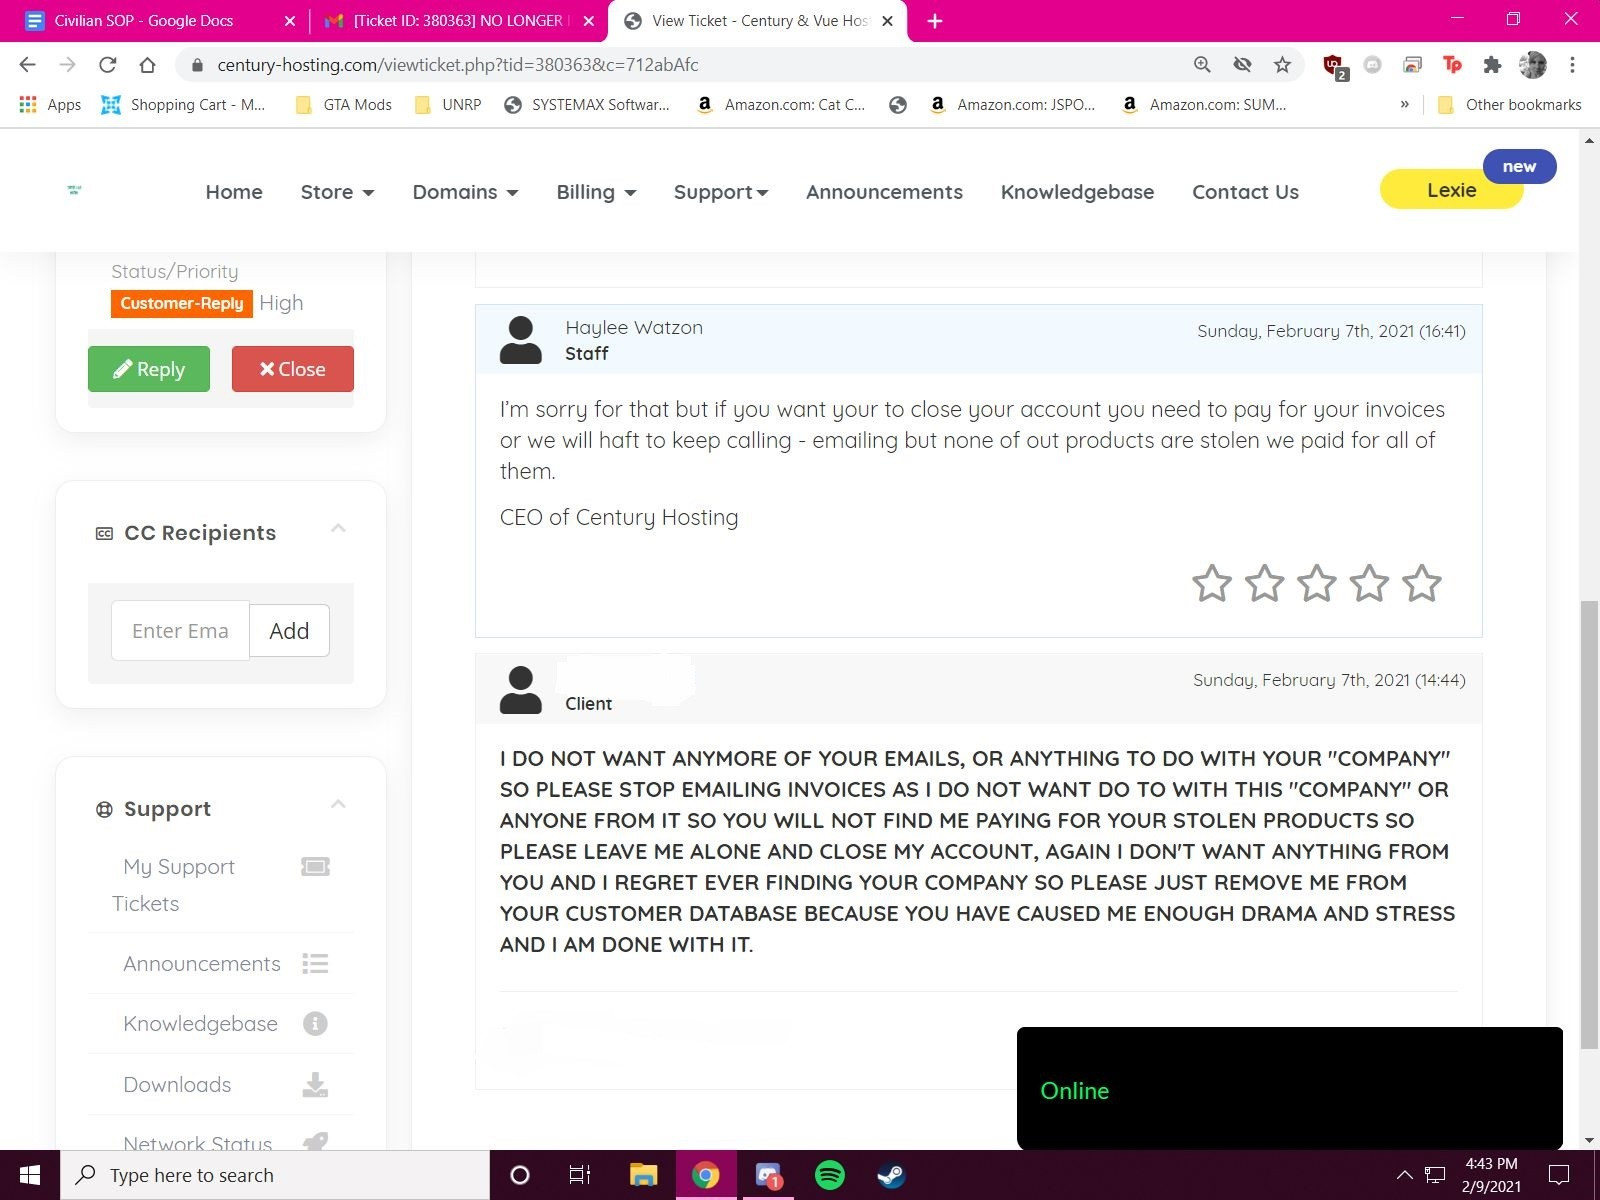 Civilian SOP - Google Docs
[Ticket ID: 380363] NO LONGER
View Ticket - Century & Vue Hos
century-hosting.com/viewticket.php?tid=380363&c=712abAfc
2
Apps
Shopping Cart - M...
GTA Mods
UNRP
SYSTEMAX Softwar...
Amazon.com: Cat C...
Amazon.com: JSPO...
Amazon.com: SUM...
»
Other bookmarks
Home
Store
Domains
Billing
Support
Announcements
Knowledgebase
Contact Us
new
Lexie
Status/Priority
Customer-Reply High
Reply
Close
CC Recipients
Enter Ema
Add
Support
My Support
Tickets
Announcements
Knowledgebase
Downloads
Network Status
Haylee Watzon
Staff
Sunday, February 7th, 2021 (16:41)
I'm sorry for that but if you want your to close your account you need to pay for your invoices
or we will haft to keep calling - emailing but none of out products are stolen we paid for all of
them.
CEO of Century Hosting
Client
Sunday, February 7th, 2021 (14:44)
I DO NOT WANT ANYMORE OF YOUR EMAILS, OR ANYTHING TO DO WITH YOUR "COMPANY"
SO PLEASE STOP EMAILING INVOICES AS I DO NOT WANT DO TO WITH THIS "COMPANY" OR
ANYONE FROM IT SO YOU WILL NOT FIND ME PAYING FOR YOUR STOLEN PRODUCTS SO
PLEASE LEAVE ME ALONE AND CLOSE MY ACCOUNT, AGAIN I DON'T WANT ANYTHING FROM
YOU AND I REGRET EVER FINDING YOUR COMPANY SO PLEASE JUST REMOVE ME FROM
YOUR CUSTOMER DATABASE BECAUSE YOU HAVE CAUSED ME ENOUGH DRAMA AND STRESS
AND I AM DONE WITH IT.
Online
Type here to search
1
4:43 PM
2/9/2021